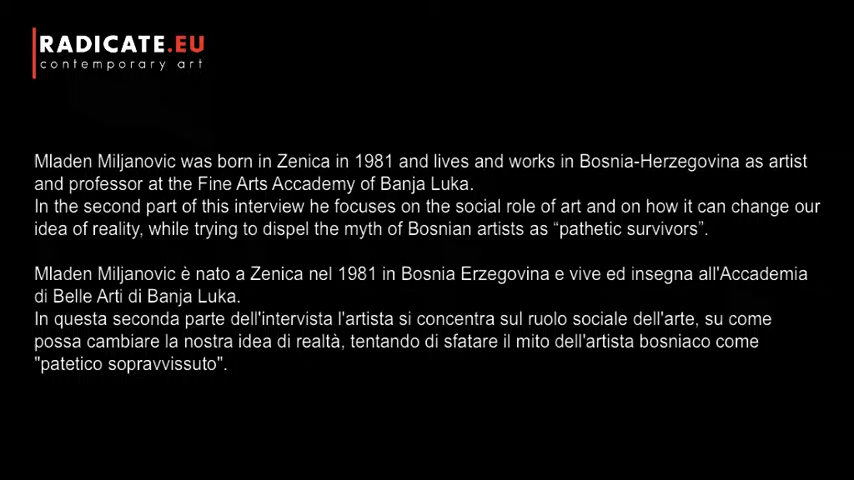 RADICATE.EU
contemporary art
Mladen Miljanovic was born in Zenica in 1981 and lives and works in Bosnia-Herzegovina as artist
and professor at the Fine Arts Accademy of Banja Luka.
In the second part of this interview he focuses on the social role of art and on how it can change our
idea of reality, while trying to dispel the myth of Bosnian artists as “pathetic survivors”.
Mladen Miljanovic è nato a Zenica nel 1981 in Bosnia Erzegovina e vive ed insegna all'Accademia
di Belle Arti di Banja Luka.
In questa seconda parte dell'intervista l'artista si concentra sul ruolo sociale dell'arte, su come
possa cambiare la nostra idea di realtà, tentando di sfatare il mito dell'artista bosniaco come
"patetico sopravvissuto".